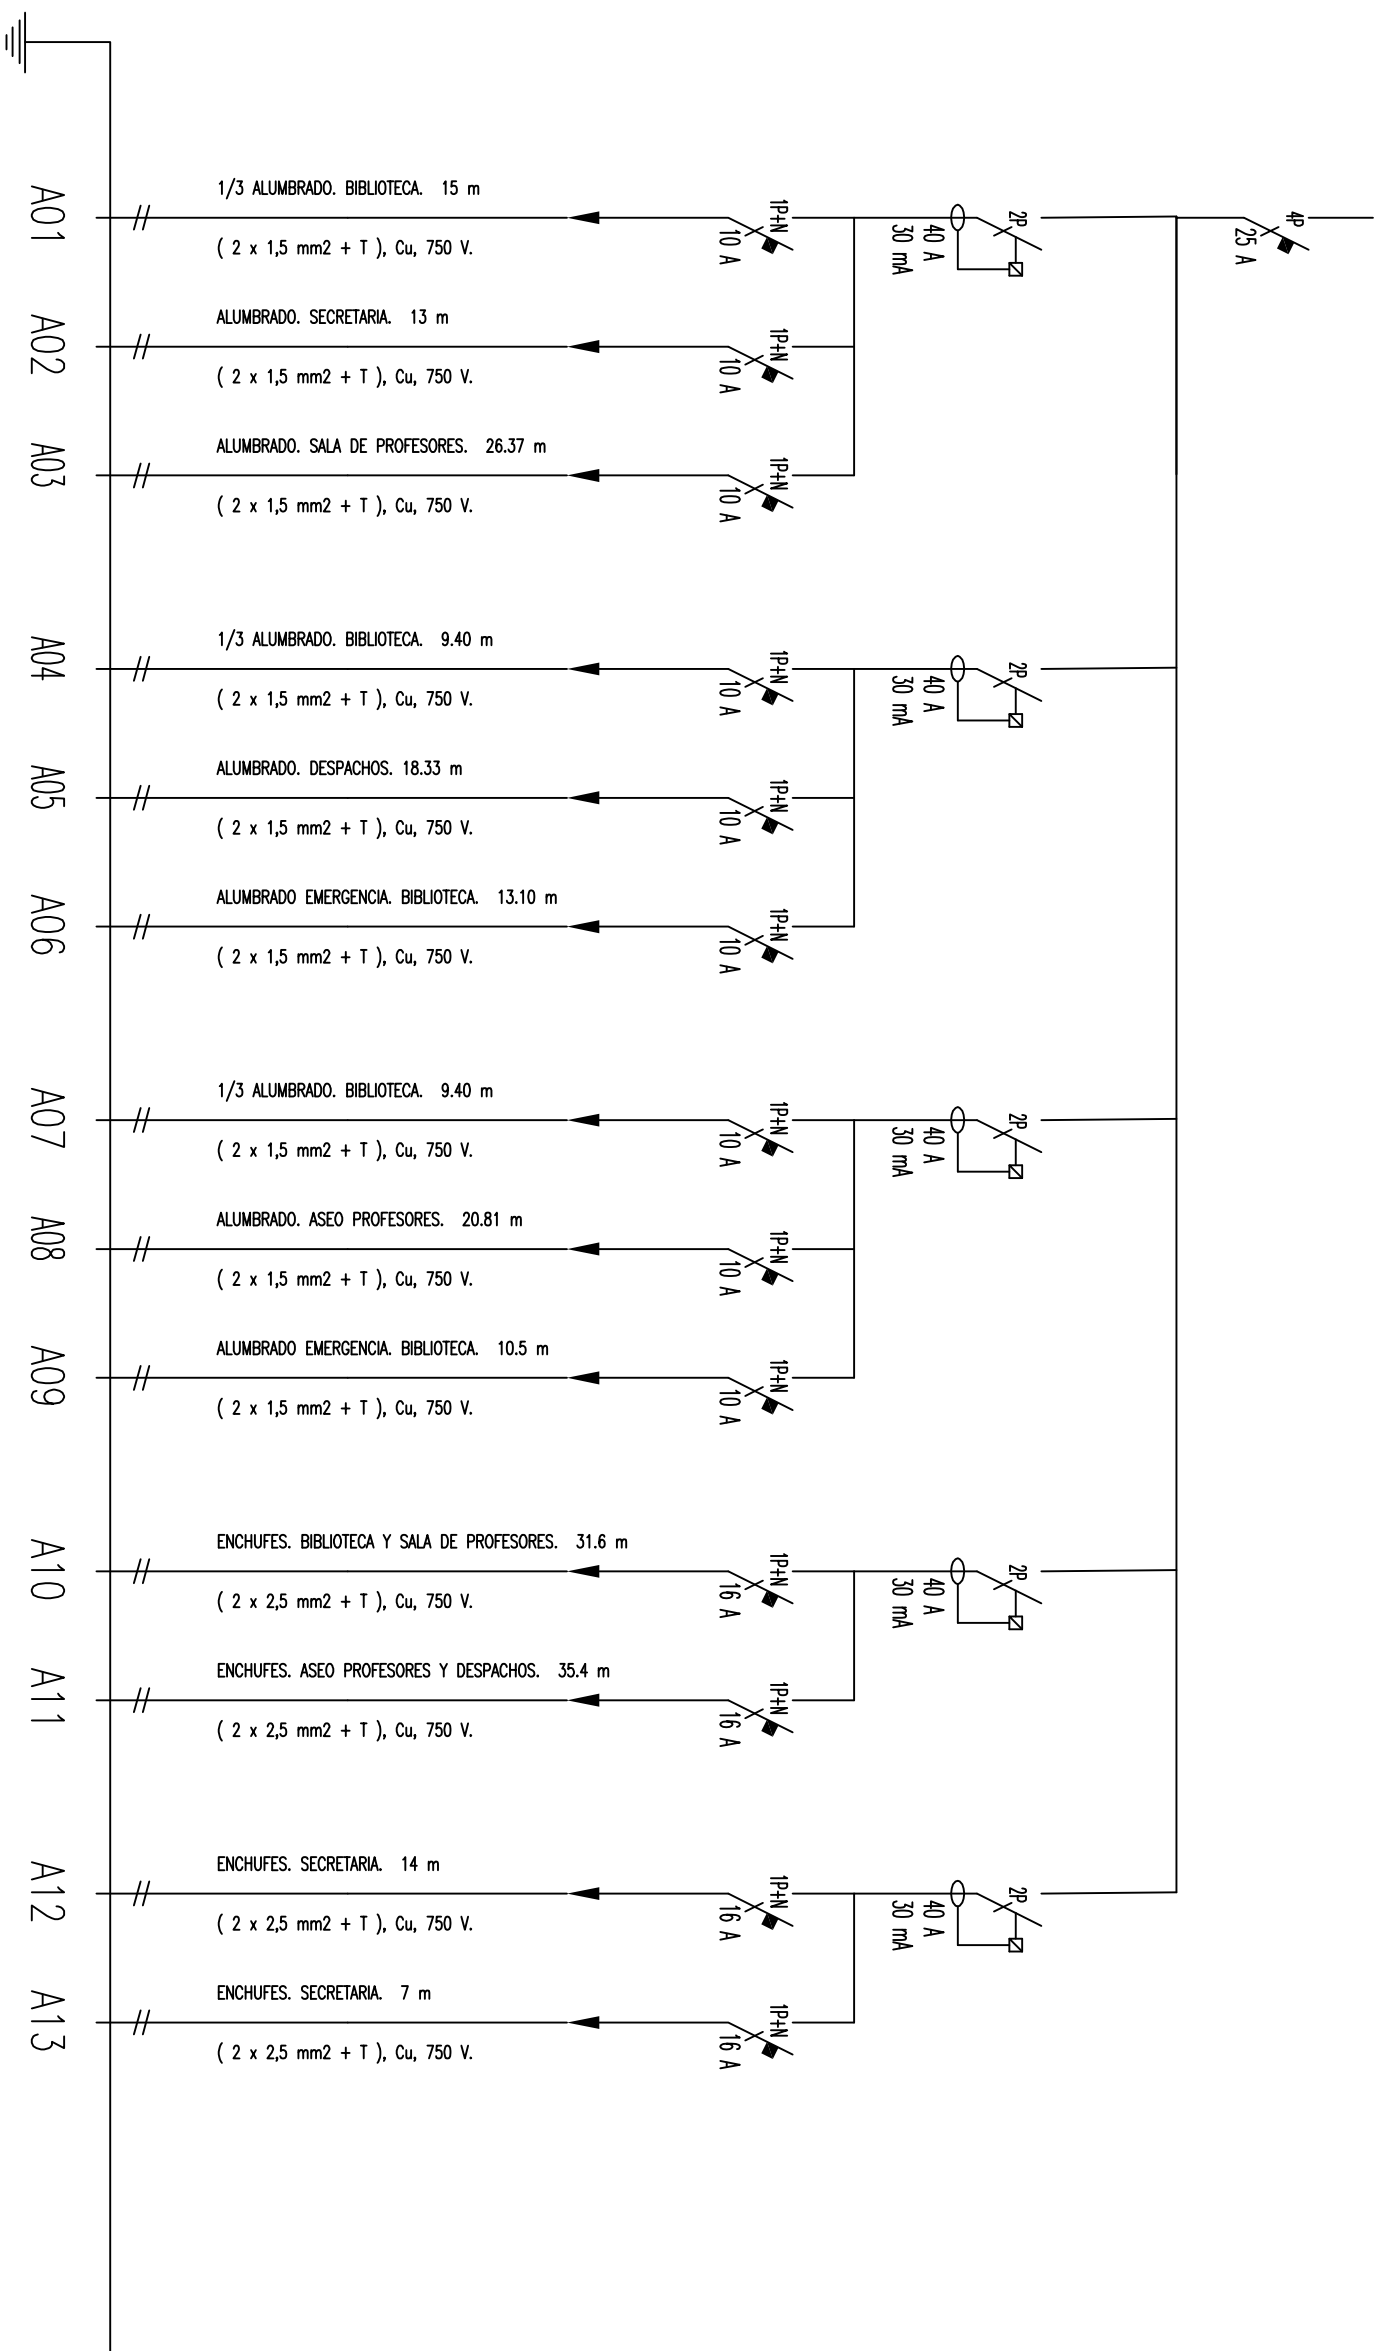 4P
25 A
2P
40 A
30 mA
1P+N
10 A
1/3 ALUMBRADO. BIBLIOTECA. 15 m
( 2 x 1,5 mm2 + T ), Cu, 750 V.
A01
1P+N
10 A
ALUMBRADO. SECRETARIA. 13 m
( 2 x 1,5 mm2 + T ), Cu, 750 V.
A02
1P+N
10 A
ALUMBRADO. SALA DE PROFESORES. 26.37 m
( 2 x 1,5 mm2 + T ), Cu, 750 V.
A03
2P
40 A
30 mA
1P+N
10 A
1/3 ALUMBRADO. BIBLIOTECA. 9.40 m
( 2 x 1,5 mm2 + T ), Cu, 750 V.
A04
1P+N
10 A
ALUMBRADO. DESPACHOS. 18.33 m
( 2 x 1,5 mm2 + T ), Cu, 750 V.
A05
1P+N
10 A
ALUMBRADO EMERGENCIA. BIBLIOTECA. 13.10 m
( 2 x 1,5 mm2 + T ), Cu, 750 V.
A06
2P
40 A
30 mA
1P+N
10 A
1/3 ALUMBRADO. BIBLIOTECA. 9.40 m
( 2 x 1,5 mm2 + T ), Cu, 750 V.
A07
1P+N
10 A
ALUMBRADO. ASEO PROFESORES. 20.81 m
( 2 x 1,5 mm2 + T ), Cu, 750 V.
A08
1P+N
10 A
ALUMBRADO EMERGENCIA. BIBLIOTECA. 10.5 m
( 2 x 1,5 mm2 + T ), Cu, 750 V.
A09
2P
40 A
30 mA
1P+N
16 A
ENCHUFES. BIBLIOTECA Y SALA DE PROFESORES. 31.6 m
( 2 x 2,5 mm2 + T ), Cu, 750 V.
A10
1P+N
16 A
ENCHUFES. ASEO PROFESORES Y DESPACHOS. 35.4 m
( 2 x 2,5 mm2 + T ), Cu, 750 V.
A11
2P
40 A
30 mA
1P+N
16 A
ENCHUFES. SECRETARIA. 14 m
( 2 x 2,5 mm2 + T ), Cu, 750 V.
A12
1P+N
16 A
ENCHUFES. SECRETARIA. 7 m
( 2 x 2,5 mm2 + T ), Cu, 750 V.
A13